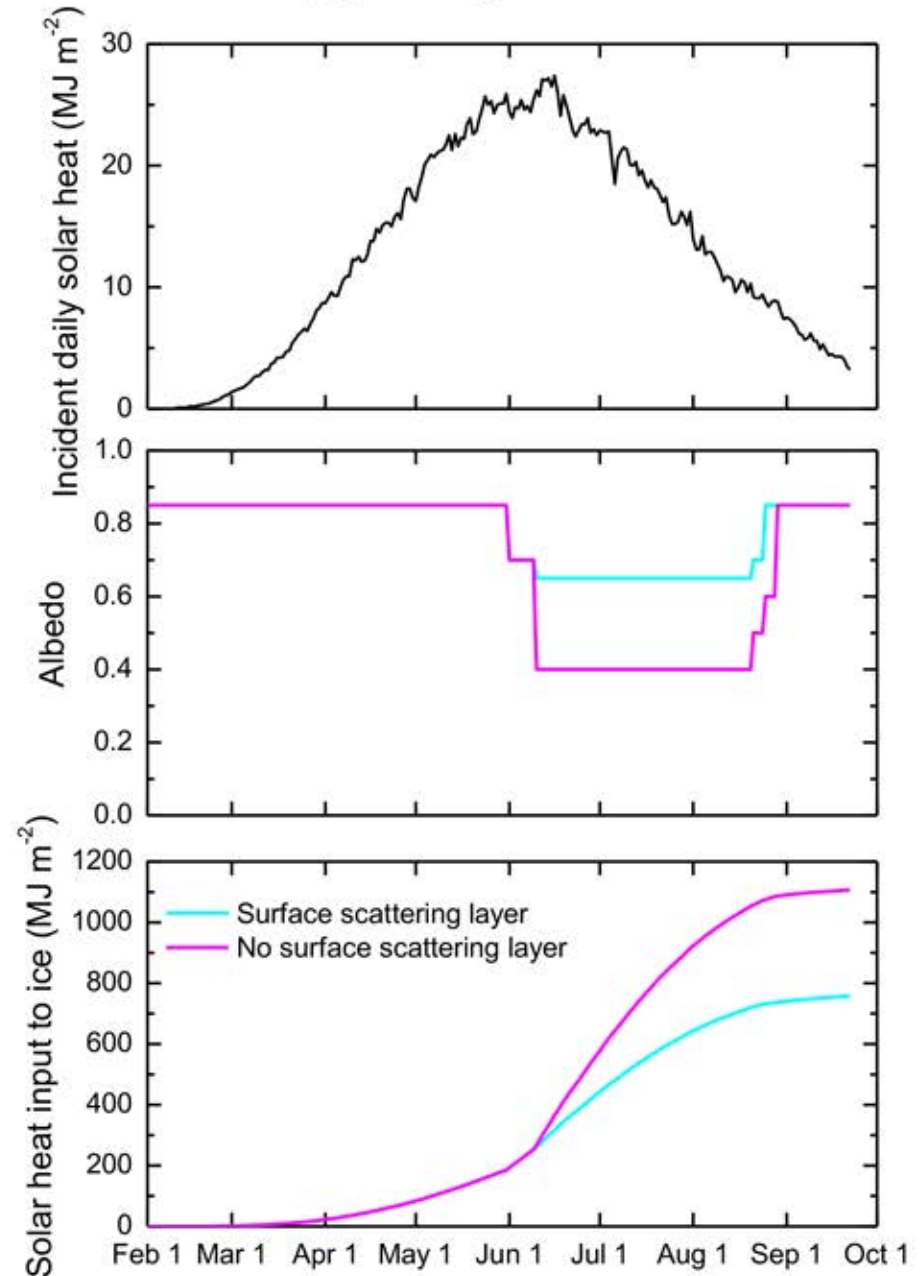 Incident daily solar heat (MJ m⁻²)
30
20
10
0
Albedo
1.0
0.8
0.6
0.4
0.2
0.0
Solar heat input to ice (MJ m⁻²)
1200
1000
800
600
400
200
0
Surface scattering layer
No surface scattering layer
Feb 1 Mar 1 Apr 1 May 1 Jun 1 Jul 1 Aug 1 Sep 1 Oct 1